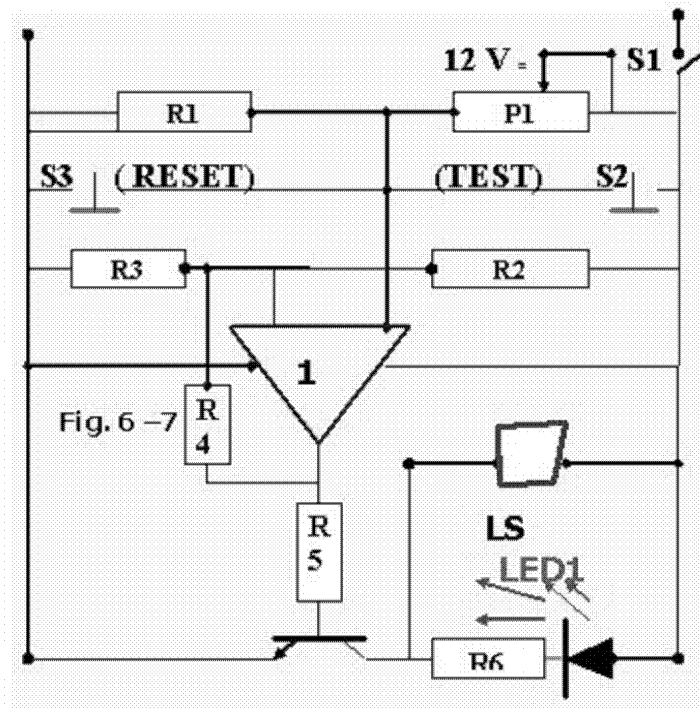 12 V = S1
R1 P1
S3 (RESET) (TEST) S2
R3 R2
1
R
4
Fig. 6 –7
LS
R
5
LED1
R6